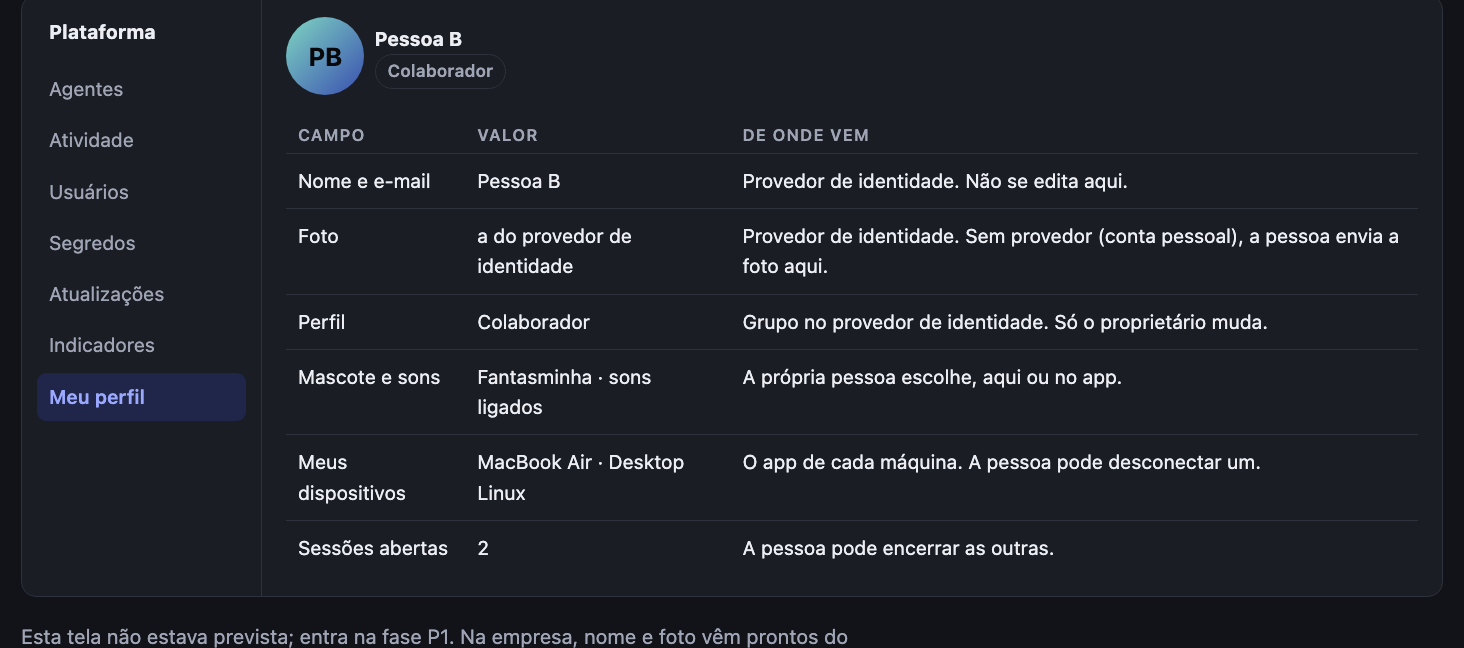 Plataforma
Agentes
Atividade
Usuários
Segredos
Atualizações
Indicadores
Meu perfil
PB
Pessoa B
Colaborador
CAMPO VALOR DE ONDE VEM
Nome e e-mail Pessoa B Provedor de identidade. Não se edita aqui.
Foto a do provedor de Provedor de identidade. Sem provedor (conta pessoal), a pessoa envia a
identidade foto aqui.
Perfil Colaborador Grupo no provedor de identidade. Só o proprietário muda.
Mascote e sons Fantasminha · sons A própria pessoa escolhe, aqui ou no app.
ligados
Meus MacBook Air · Desktop O app de cada máquina. A pessoa pode desconectar um.
dispositivos Linux
Sessões abertas 2 A pessoa pode encerrar as outras.
Esta tela não estava prevista; entra na fase P1. Na empresa, nome e foto vêm prontos do